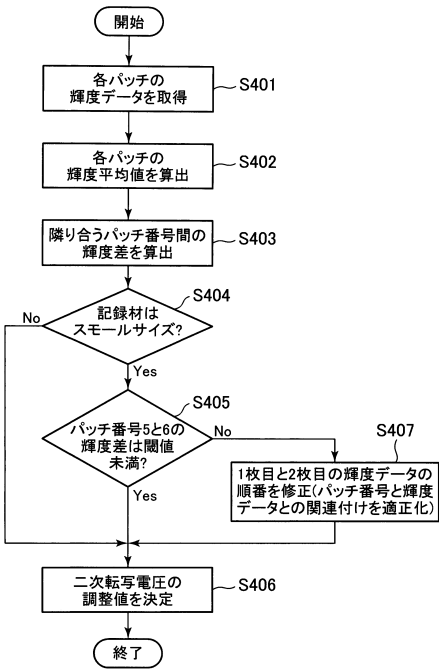 開始
各パッチの
輝度データを取得
S401
各パッチの
輝度平均値を算出
S402
隣り合うパッチ番号間の
輝度差を算出
S403
記録材は
スモールサイズ?
S404
No
Yes
パッチ番号5と6の
輝度差は閾値
未満?
S405
No
Yes
1枚目と2枚目の輝度データの
順番を修正(パッチ番号と輝度
データとの関連付けを適正化)
S407
二次転写電圧の
調整値を決定
S406
終了